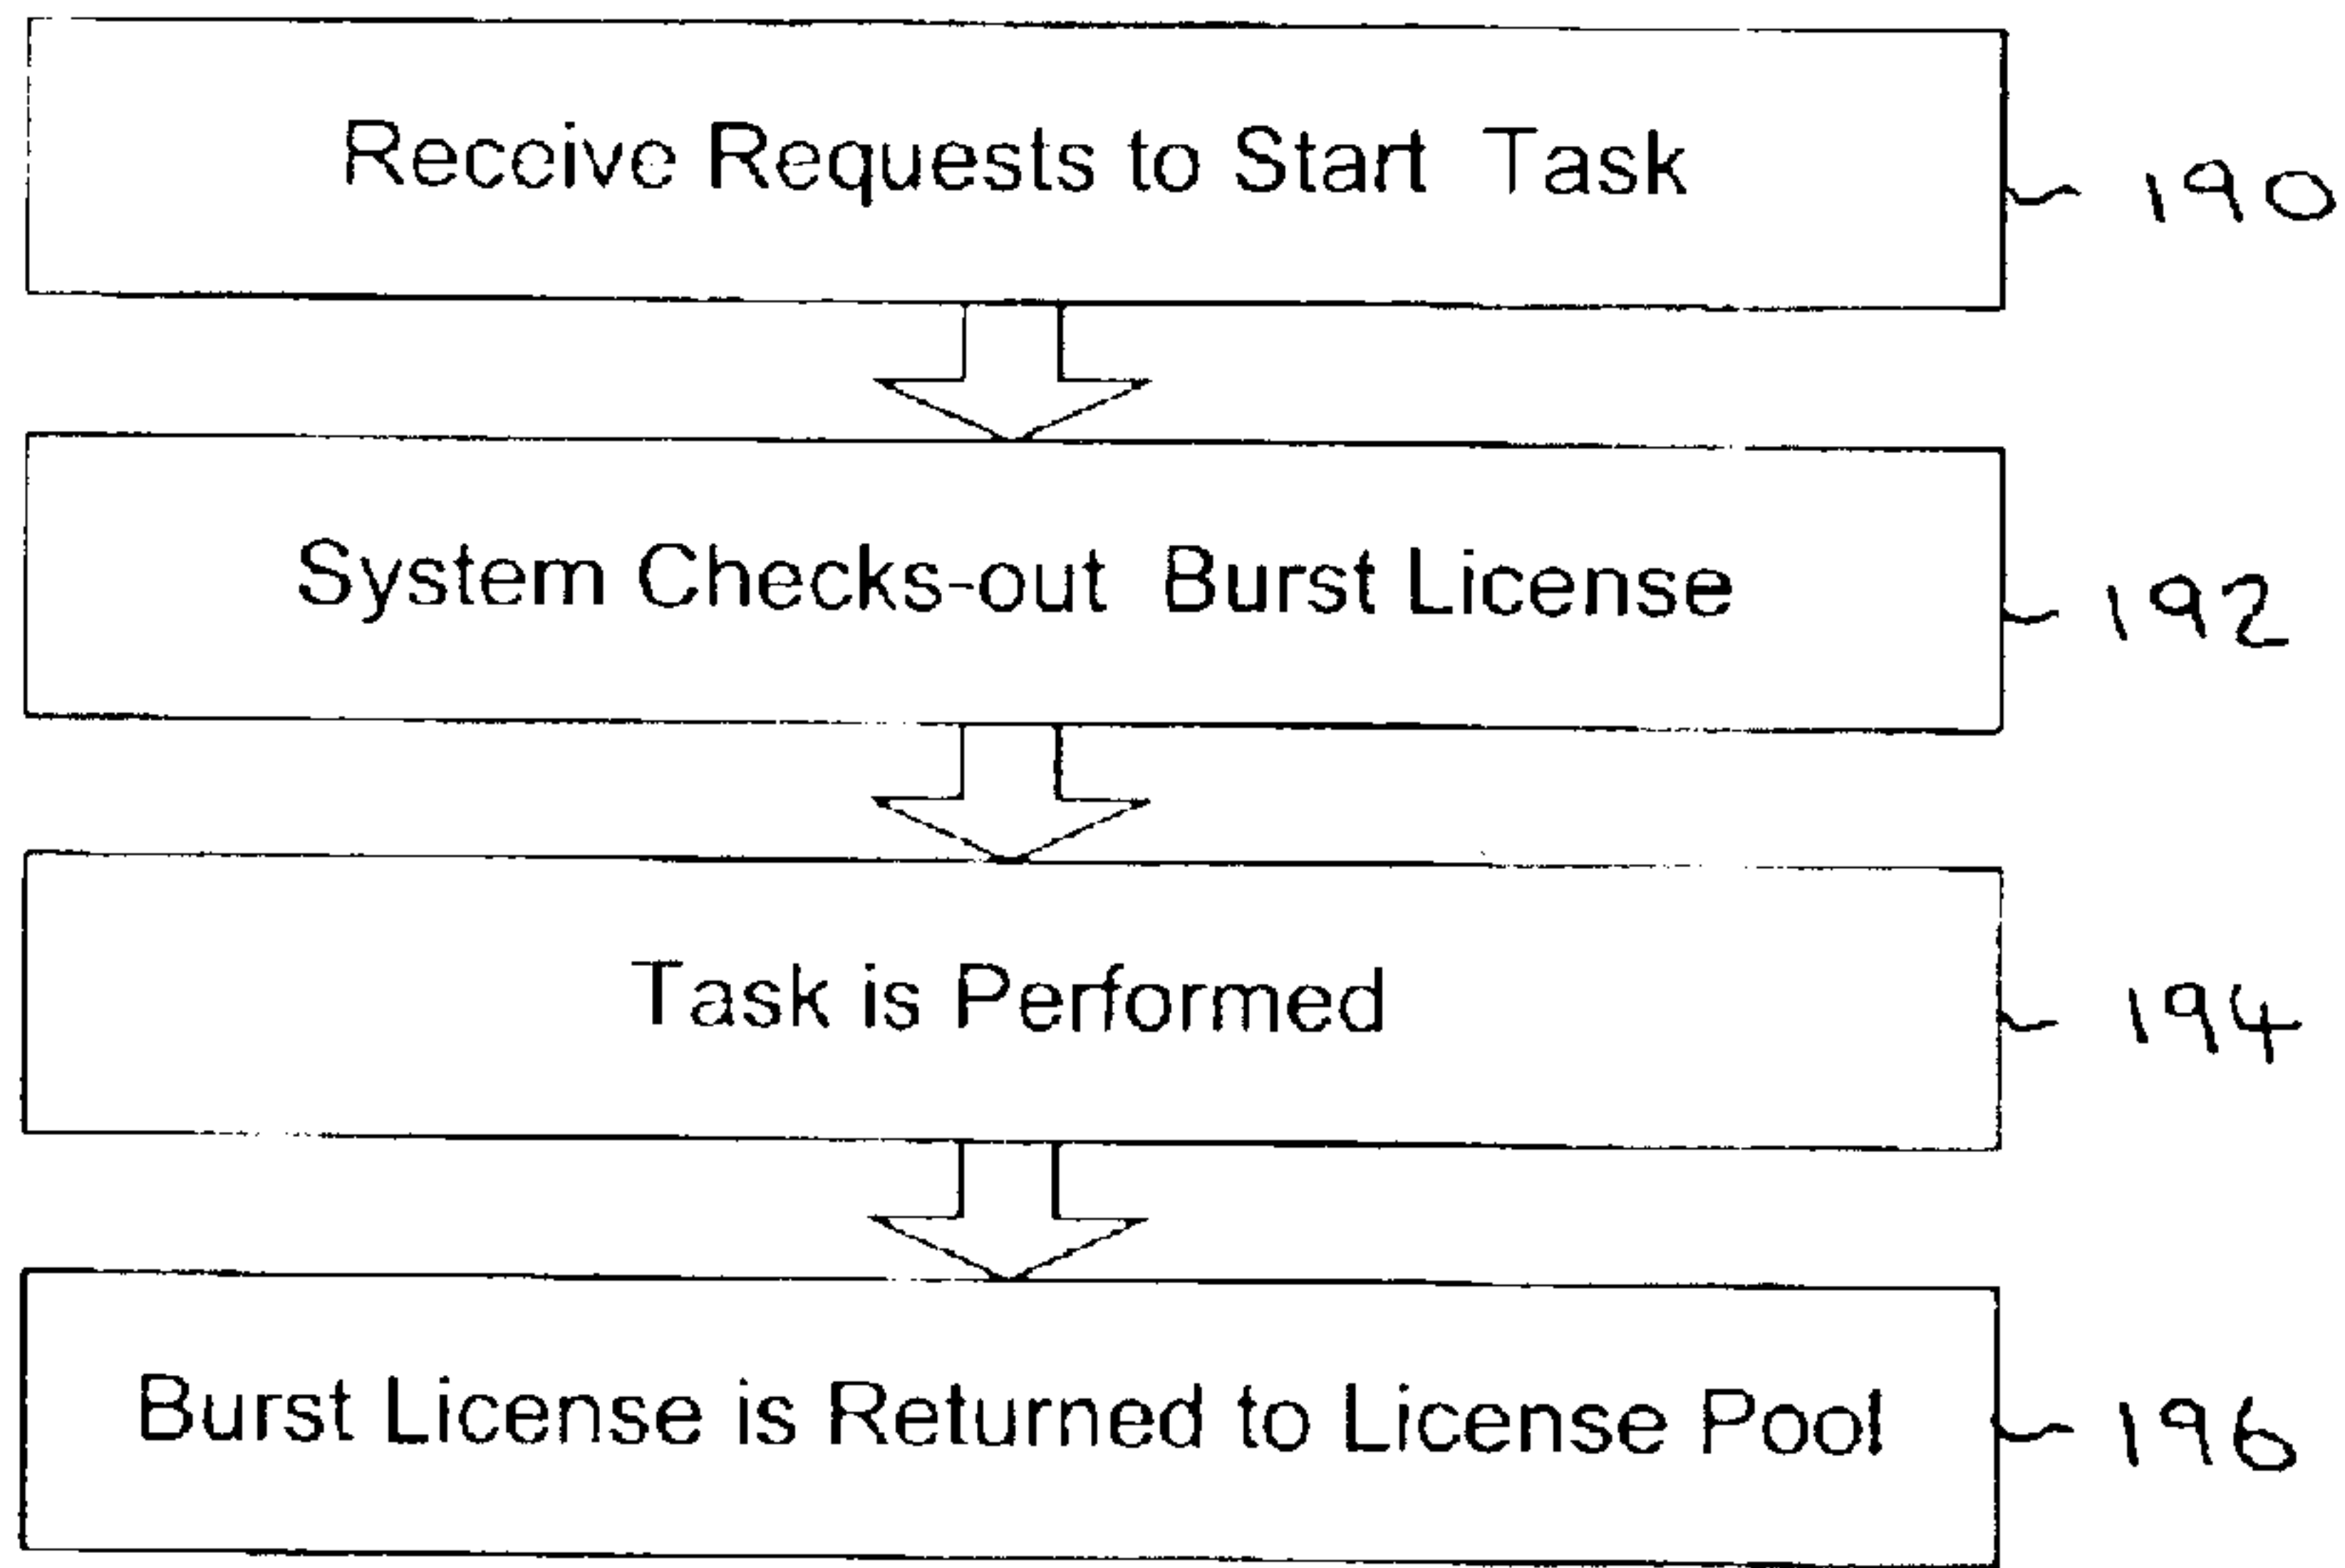 Receive Requests to Start Task
190
System Checks-out Burst License
192
Task is Performed
194
Burst License is Returned to License Pool
196